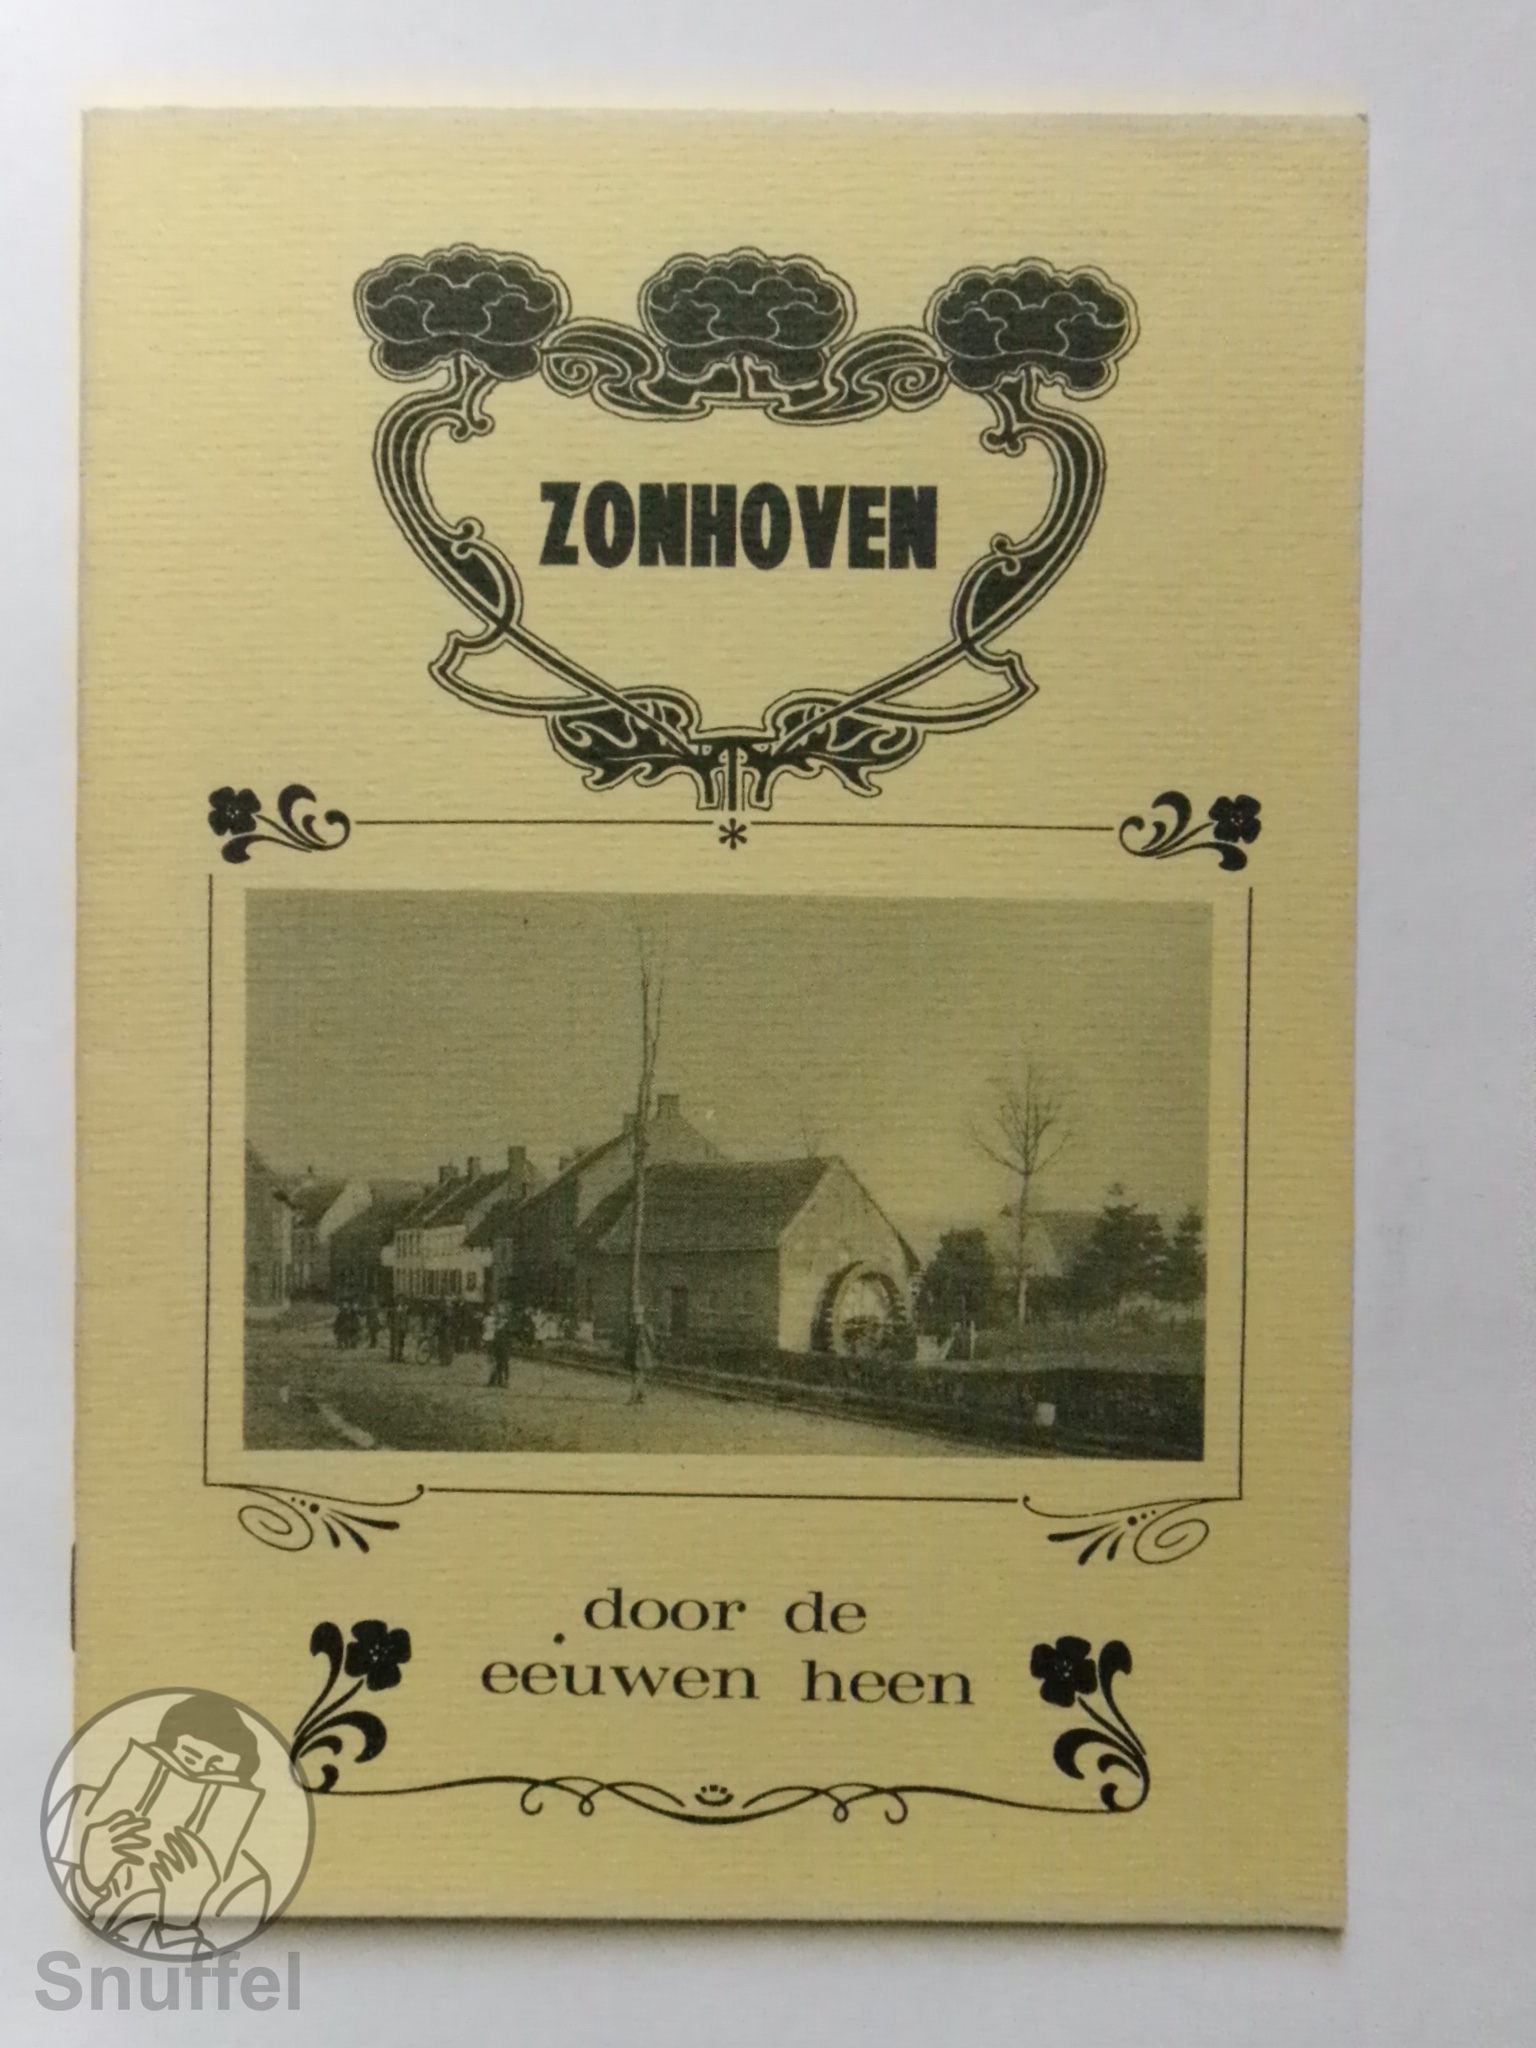 ZONHOVEN
*
door de
eeuwen heen
Snuffel